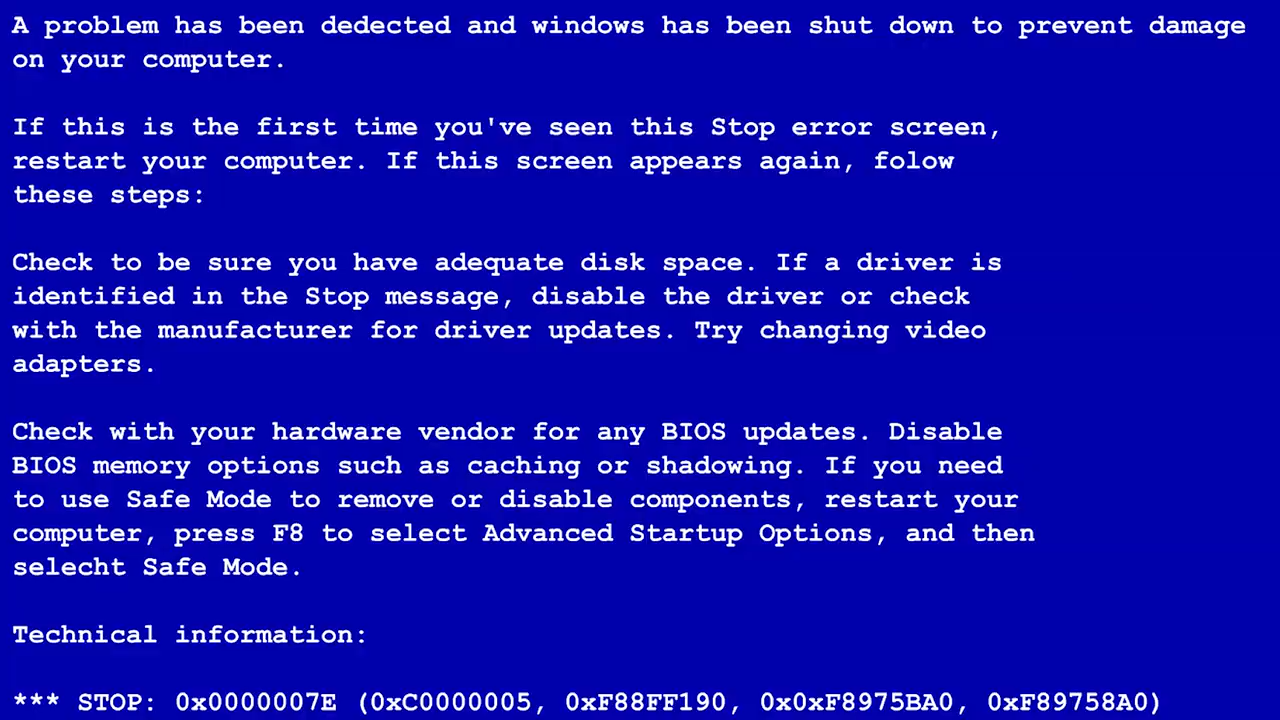 A problem has been dedected and windows has been shut down to prevent damage
on your computer.
If this is the first time you've seen this Stop error screen,
restart your computer. If this screen appears again, folow
these steps:
Check to be sure you have adequate disk space. If a driver is
identified in the Stop message, disable the driver or check
with the manufacturer for driver updates. Try changing video
adapters.
Check with your hardware vendor for any BIOS updates. Disable
BIOS memory options such as caching or shadowing. If you need
to use Safe Mode to remove or disable components, restart your
computer, press F8 to select Advanced Startup Options, and then
selecht Safe Mode.
Technical information:
*** STOP: 0x0000007E (0xC0000005, 0xF88FF190, 0x0xF8975BA0, 0xF89758A0)